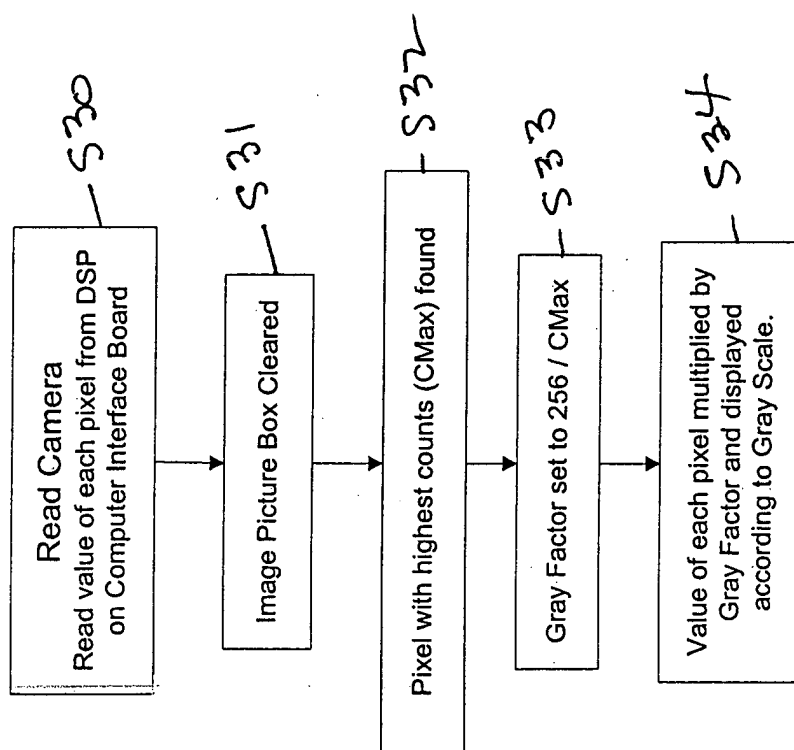 Read Camera
Read value of each pixel from DSP
on Computer Interface Board
S30
Image Picture Box Cleared
S31
Pixel with highest counts (CMax) found
S32
Gray Factor set to 256 / CMax
S33
Value of each pixel multiplied by
Gray Factor and displayed
according to Gray Scale.
S34